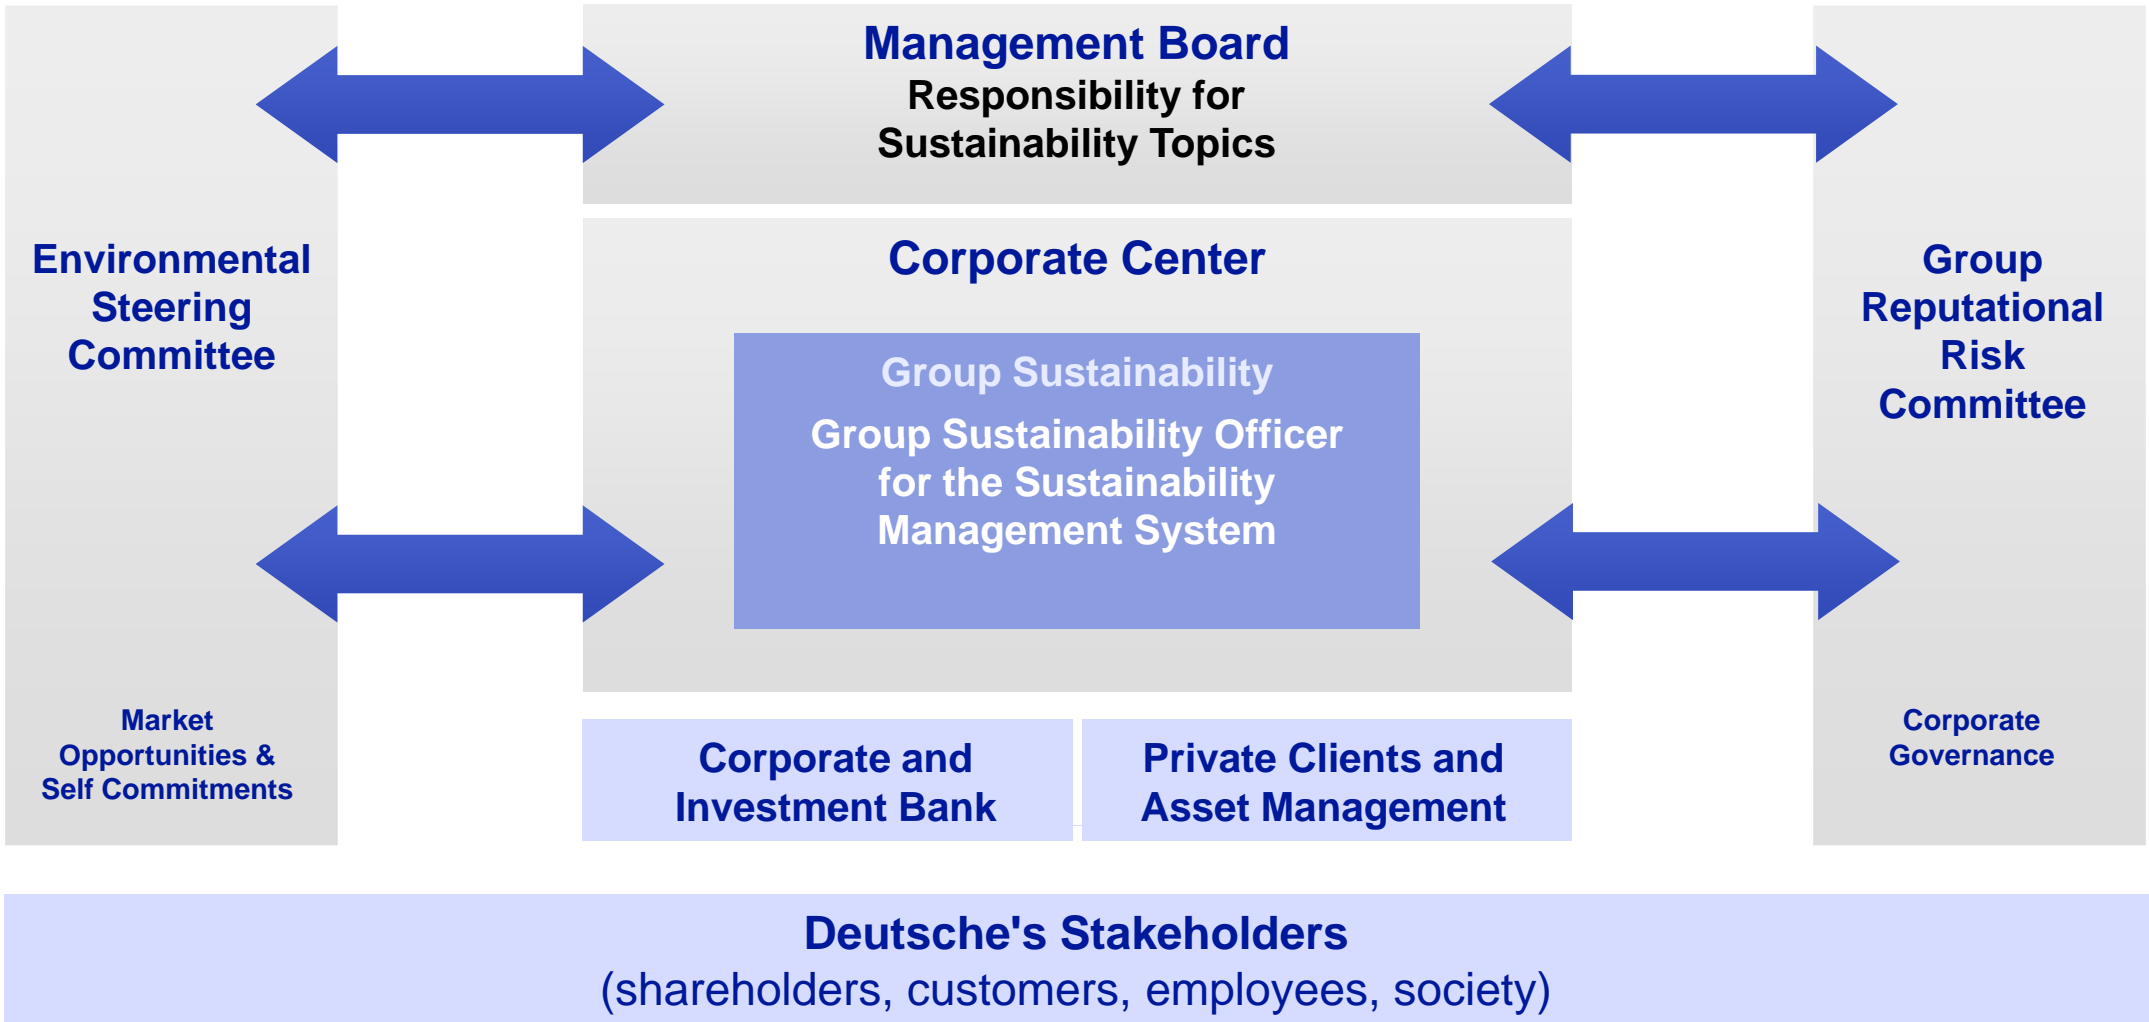 Management Board
Responsibility for
Sustainability Topics
Environmental
Steering
Committee
Market
Opportunities &
Self Commitments
Corporate Center
Group Sustainability
Group Sustainability Officer
for the Sustainability
Management System
Group
Reputational
Risk
Committee
Corporate
Governance
Corporate and
Investment Bank
Private Clients and
Asset Management
Deutsche's Stakeholders
(shareholders, customers, employees, society)